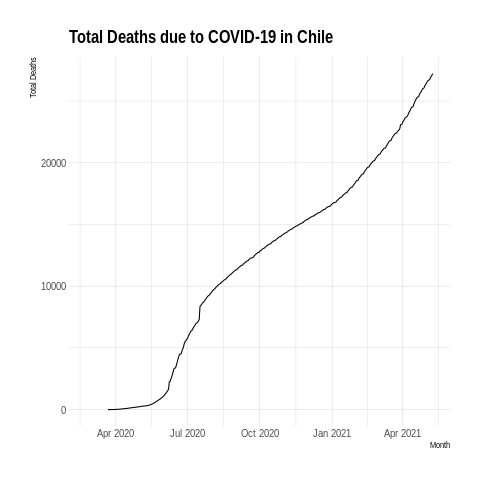 Total Deaths due to COVID-19 in Chile
Total Deaths
20000
10000
0
Apr 2020 Jul 2020 Oct 2020 Jan 2021 Apr 2021
Month